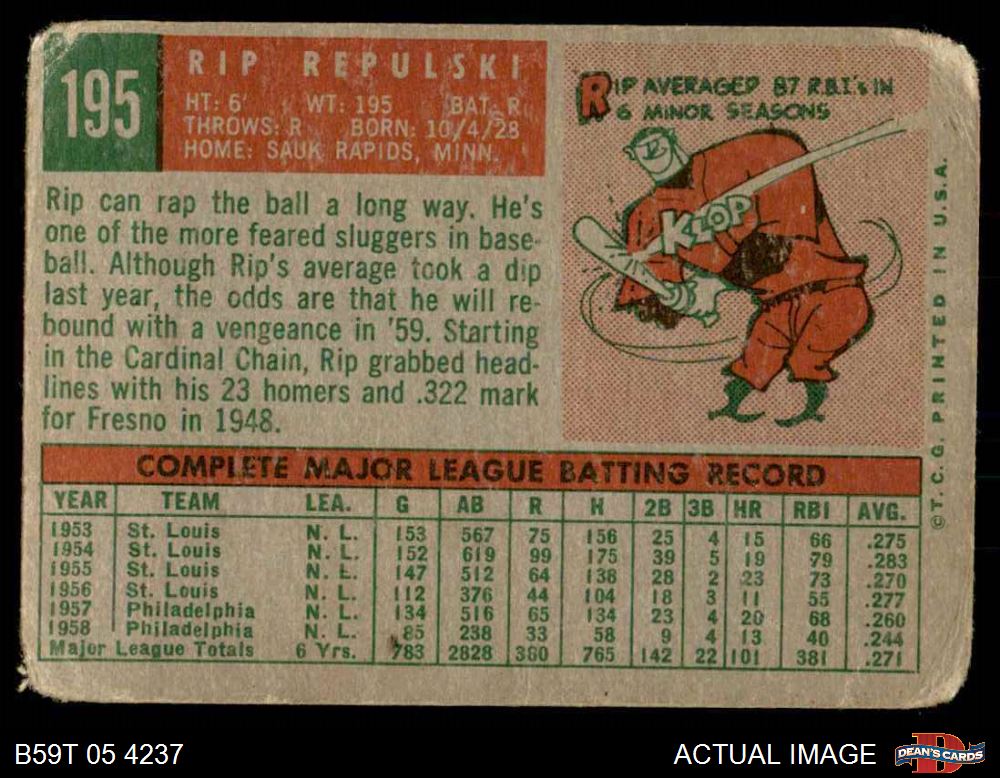 195
RIP REPULSKI
HT: 6' WT: 195 BAT: R
THROWS: R BORN: 10/4/28
HOME: SAUK RAPIDS, MINN.
RIP AVERAGED 87 R.B.I.'s IN
6 MINOR SEASONS
KLOP
Rip can rap the ball a long way. He's
one of the more feared sluggers in base-
ball. Although Rip's average took a dip
last year, the odds are that he will re-
bound with a vengeance in '59. Starting
in the Cardinal Chain, Rip grabbed head-
lines with his 23 homers and .322 mark
for Fresno in 1948.
©T. C. G. PRINTED IN U.S.A.
COMPLETE MAJOR LEAGUE BATTING RECORD
YEAR TEAM LEA. G AB R H 2B 3B HR RBI AVG.
1953 St. Louis N. L. 153 567 75 156 25 4 15 66 .275
1954 St. Louis N. L. 152 619 99 175 39 5 19 79 .283
1955 St. Louis N. L. 147 512 64 138 28 2 23 73 .270
1956 St. Louis N. L. 112 376 44 104 18 3 11 55 .277
1957 Philadelphia N. L. 134 516 65 134 23 4 20 68 .260
1958 Philadelphia N. L. 85 238 33 58 9 4 13 40 .244
Major League Totals 6 Yrs. 783 2828 380 765 142 22 101 381 .271
B59T 05 4237
ACTUAL IMAGE
DEAN'S CARDS